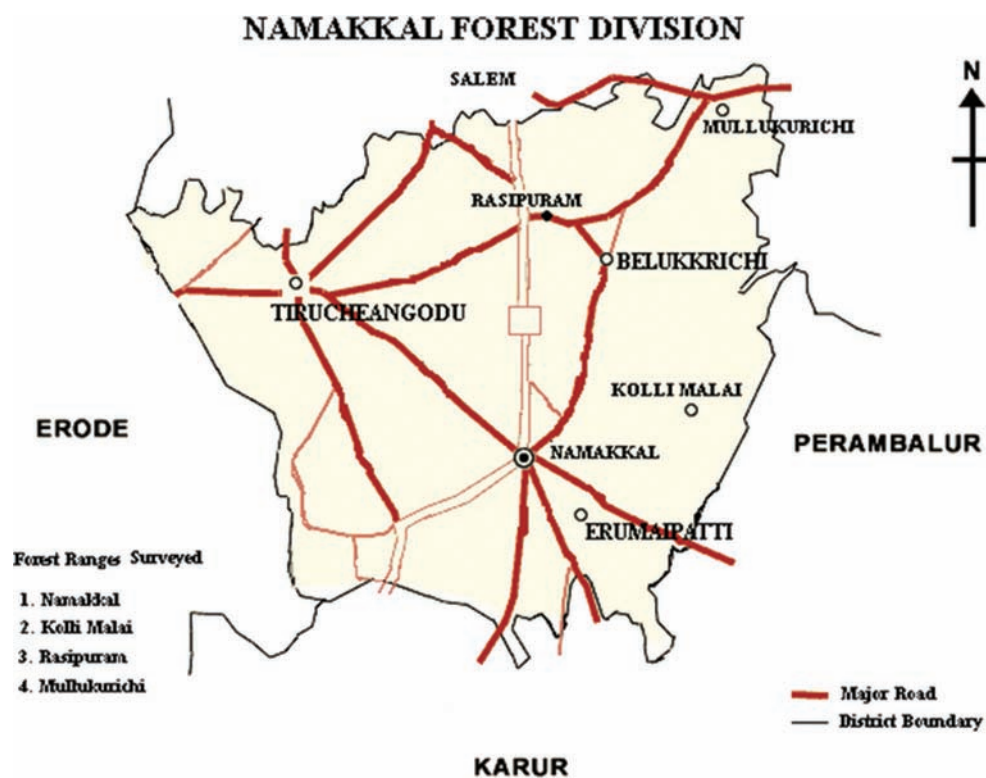 NAMAKKAL FOREST DIVISION
SALEM
N
MULLUKURICHI
RASIPURAM
BELUKKRICHI
TIRUCHEANGODU
KOLLI MALAI
ERODE
PERAMBALUR
NAMAKKAL
ERUMAIPATTI
Forest Ranges Surveyed
1. Namakkal
2. Kolli Malai
3. Rasipuram
4. Mullukurichi
Major Road
District Boundary
KARUR